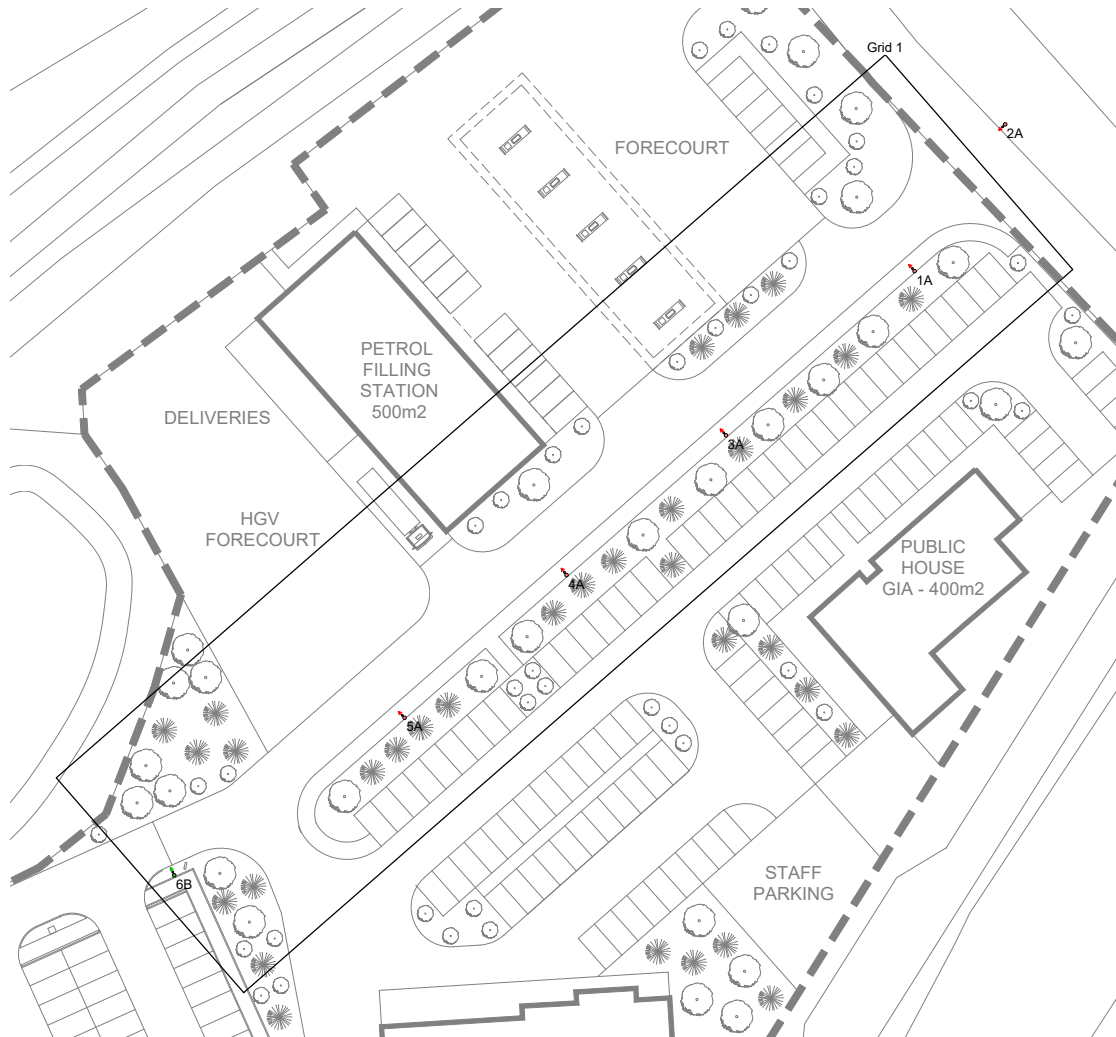 Grid 1
2A
FORECOURT
1A
PETROL
FILLING
STATION
500m2
DELIVERIES
3A
HGV
FORECOURT
PUBLIC
HOUSE
GIA - 400m2
4A
5A
6B
STAFF
PARKING